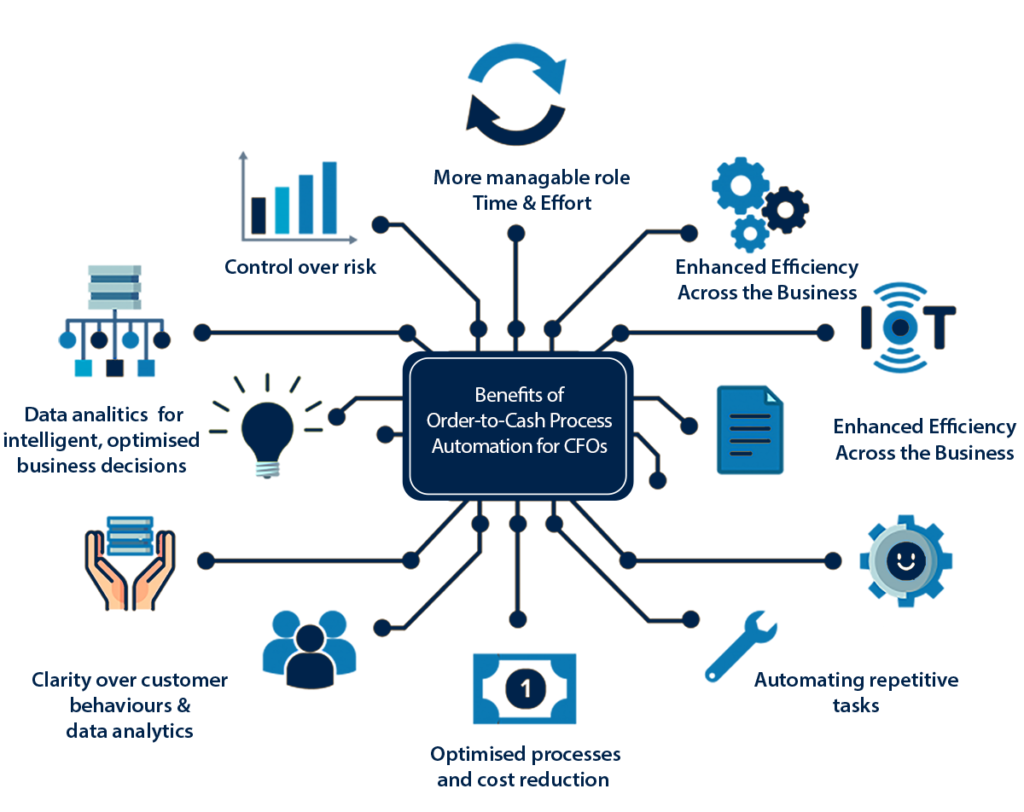 More managable role
Time & Effort
Control over risk
Enhanced Efficiency
Across the Business
IOT
Benefits of
Order-to-Cash Process
Automation for CFOs
Data analitics for
intelligent, optimised
business decisions
Enhanced Efficiency
Across the Business
Clarity over customer
behaviours &
data analytics
1
Automating repetitive
tasks
Optimised processes
and cost reduction